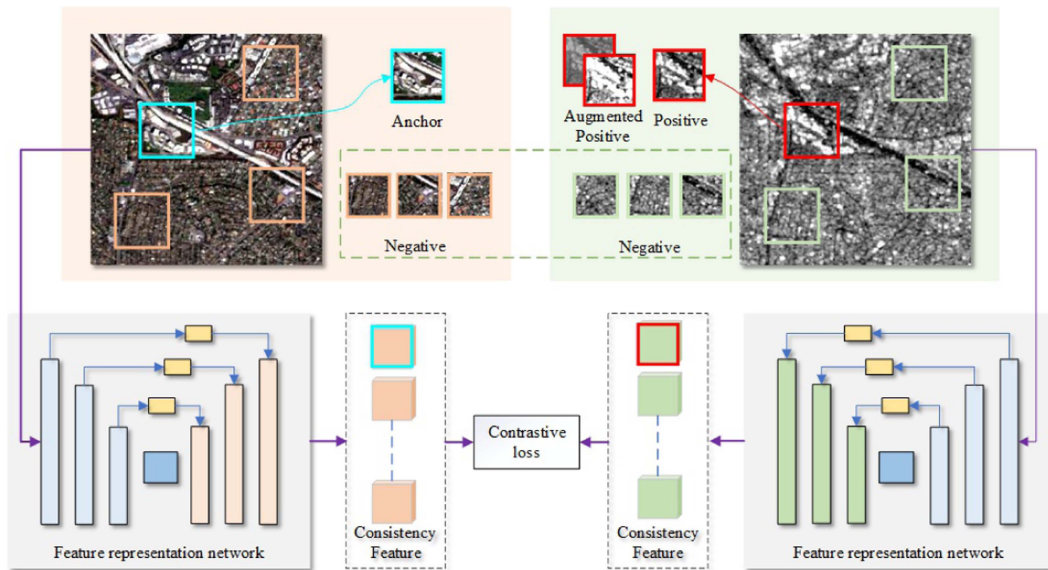 Anchor
Augmented
Positive
Positive
Negative
Negative
Contrastive
loss
Consistency
Feature
Consistency
Feature
Feature representation network
Feature representation network